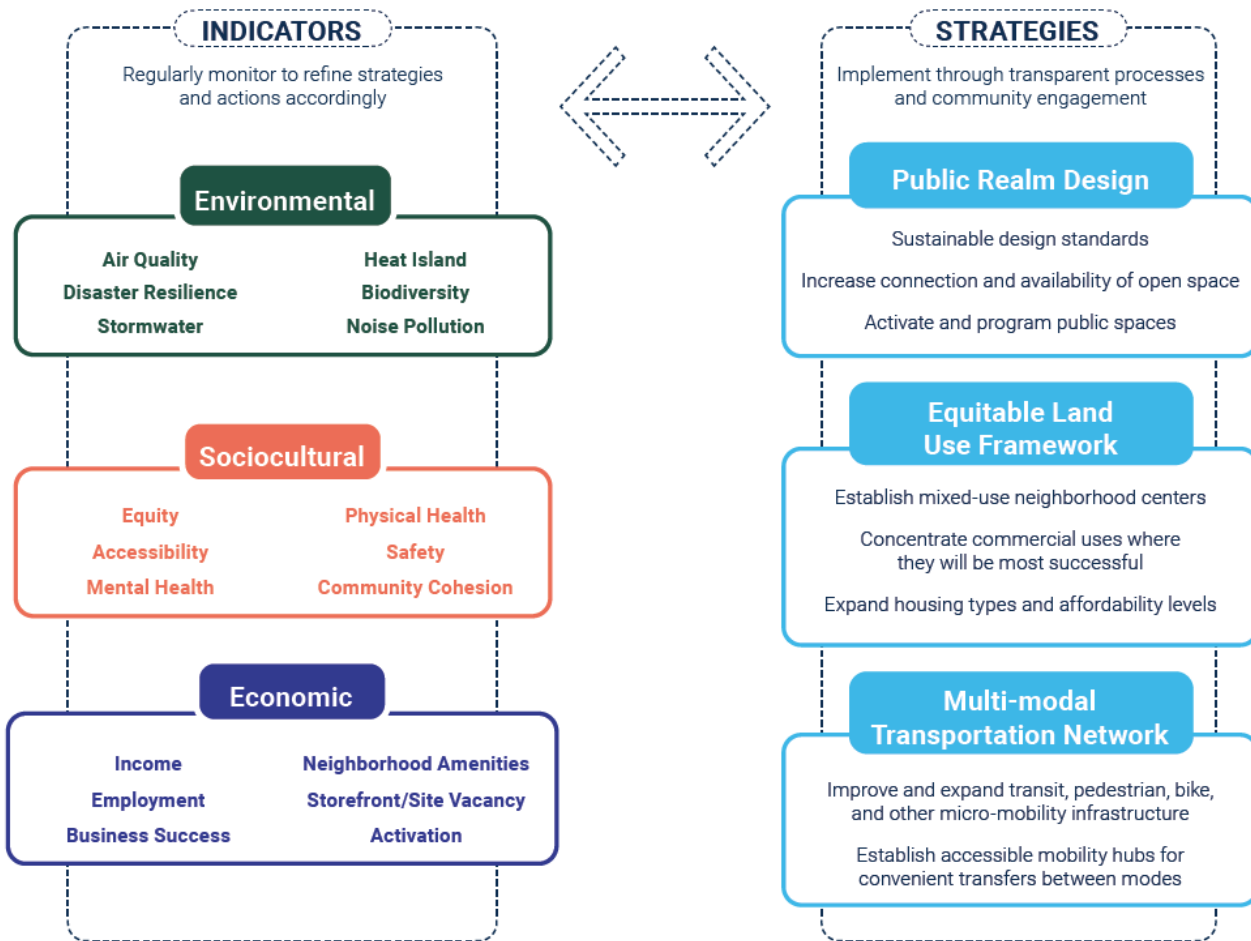 INDICATORS
Regularly monitor to refine strategies
and actions accordingly
Environmental
Air Quality
Heat Island
Disaster Resilience
Biodiversity
Stormwater
Noise Pollution
Sociocultural
Equity
Physical Health
Accessibility
Safety
Mental Health
Community Cohesion
Economic
Income
Neighborhood Amenities
Employment
Storefront/Site Vacancy
Business Success
Activation
STRATEGIES
Implement through transparent processes
and community engagement
Public Realm Design
Sustainable design standards
Increase connection and availability of open space
Activate and program public spaces
Equitable Land
Use Framework
Establish mixed-use neighborhood centers
Concentrate commercial uses where
they will be most successful
Expand housing types and affordability levels
Multi-modal
Transportation Network
Improve and expand transit, pedestrian, bike,
and other micro-mobility infrastructure
Establish accessible mobility hubs for
convenient transfers between modes